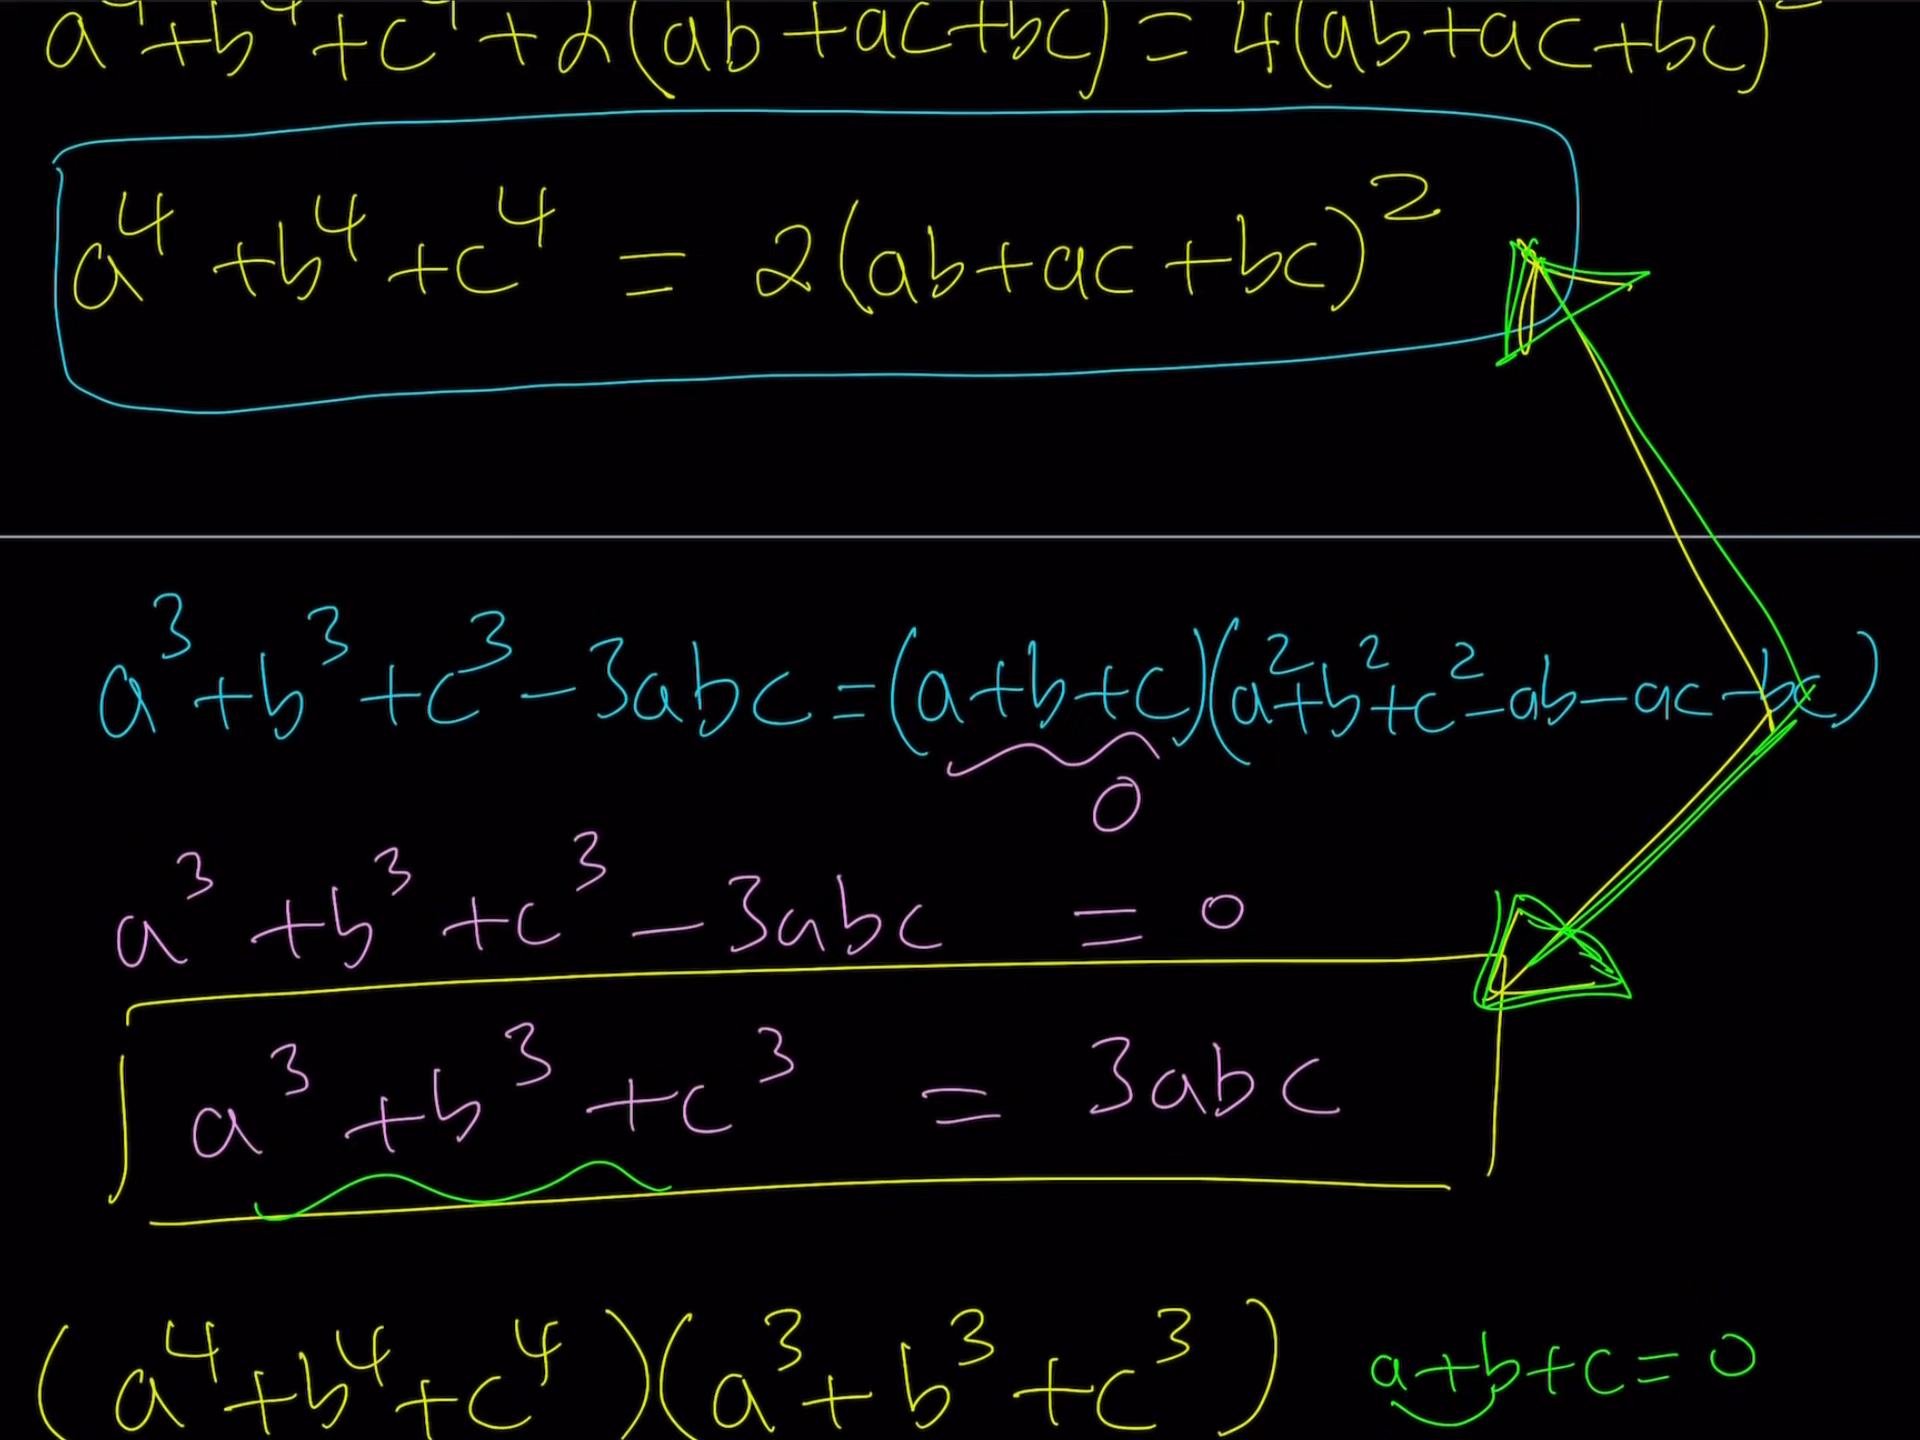 a⁴+b⁴+c⁴+2(ab+ac+bc)=4(ab+ac+bc)²
a⁴+b⁴+c⁴ = 2(ab+ac+bc)²
a³+b³+c³-3abc=(a+b+c)(a²+b²+c²-ab-ac-bc)
0
a³+b³+c³-3abc = 0
a³+b³+c³ = 3abc
(a⁴+b⁴+c⁴)(a³+b³+c³) a+b+c=0